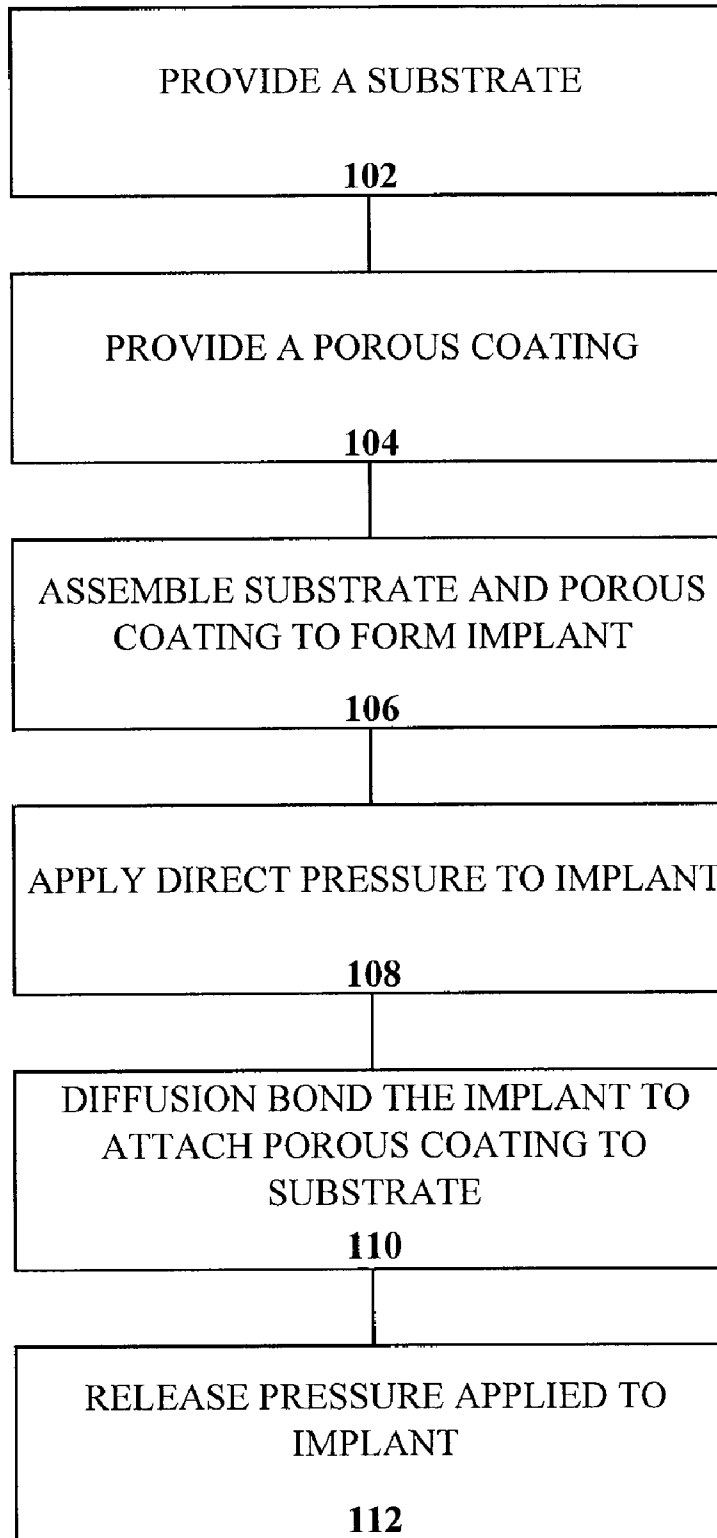 PROVIDE A SUBSTRATE
102
PROVIDE A POROUS COATING
104
ASSEMBLE SUBSTRATE AND POROUS
COATING TO FORM IMPLANT
106
APPLY DIRECT PRESSURE TO IMPLANT
108
DIFFUSION BOND THE IMPLANT TO
ATTACH POROUS COATING TO
SUBSTRATE
110
RELEASE PRESSURE APPLIED TO
IMPLANT
112